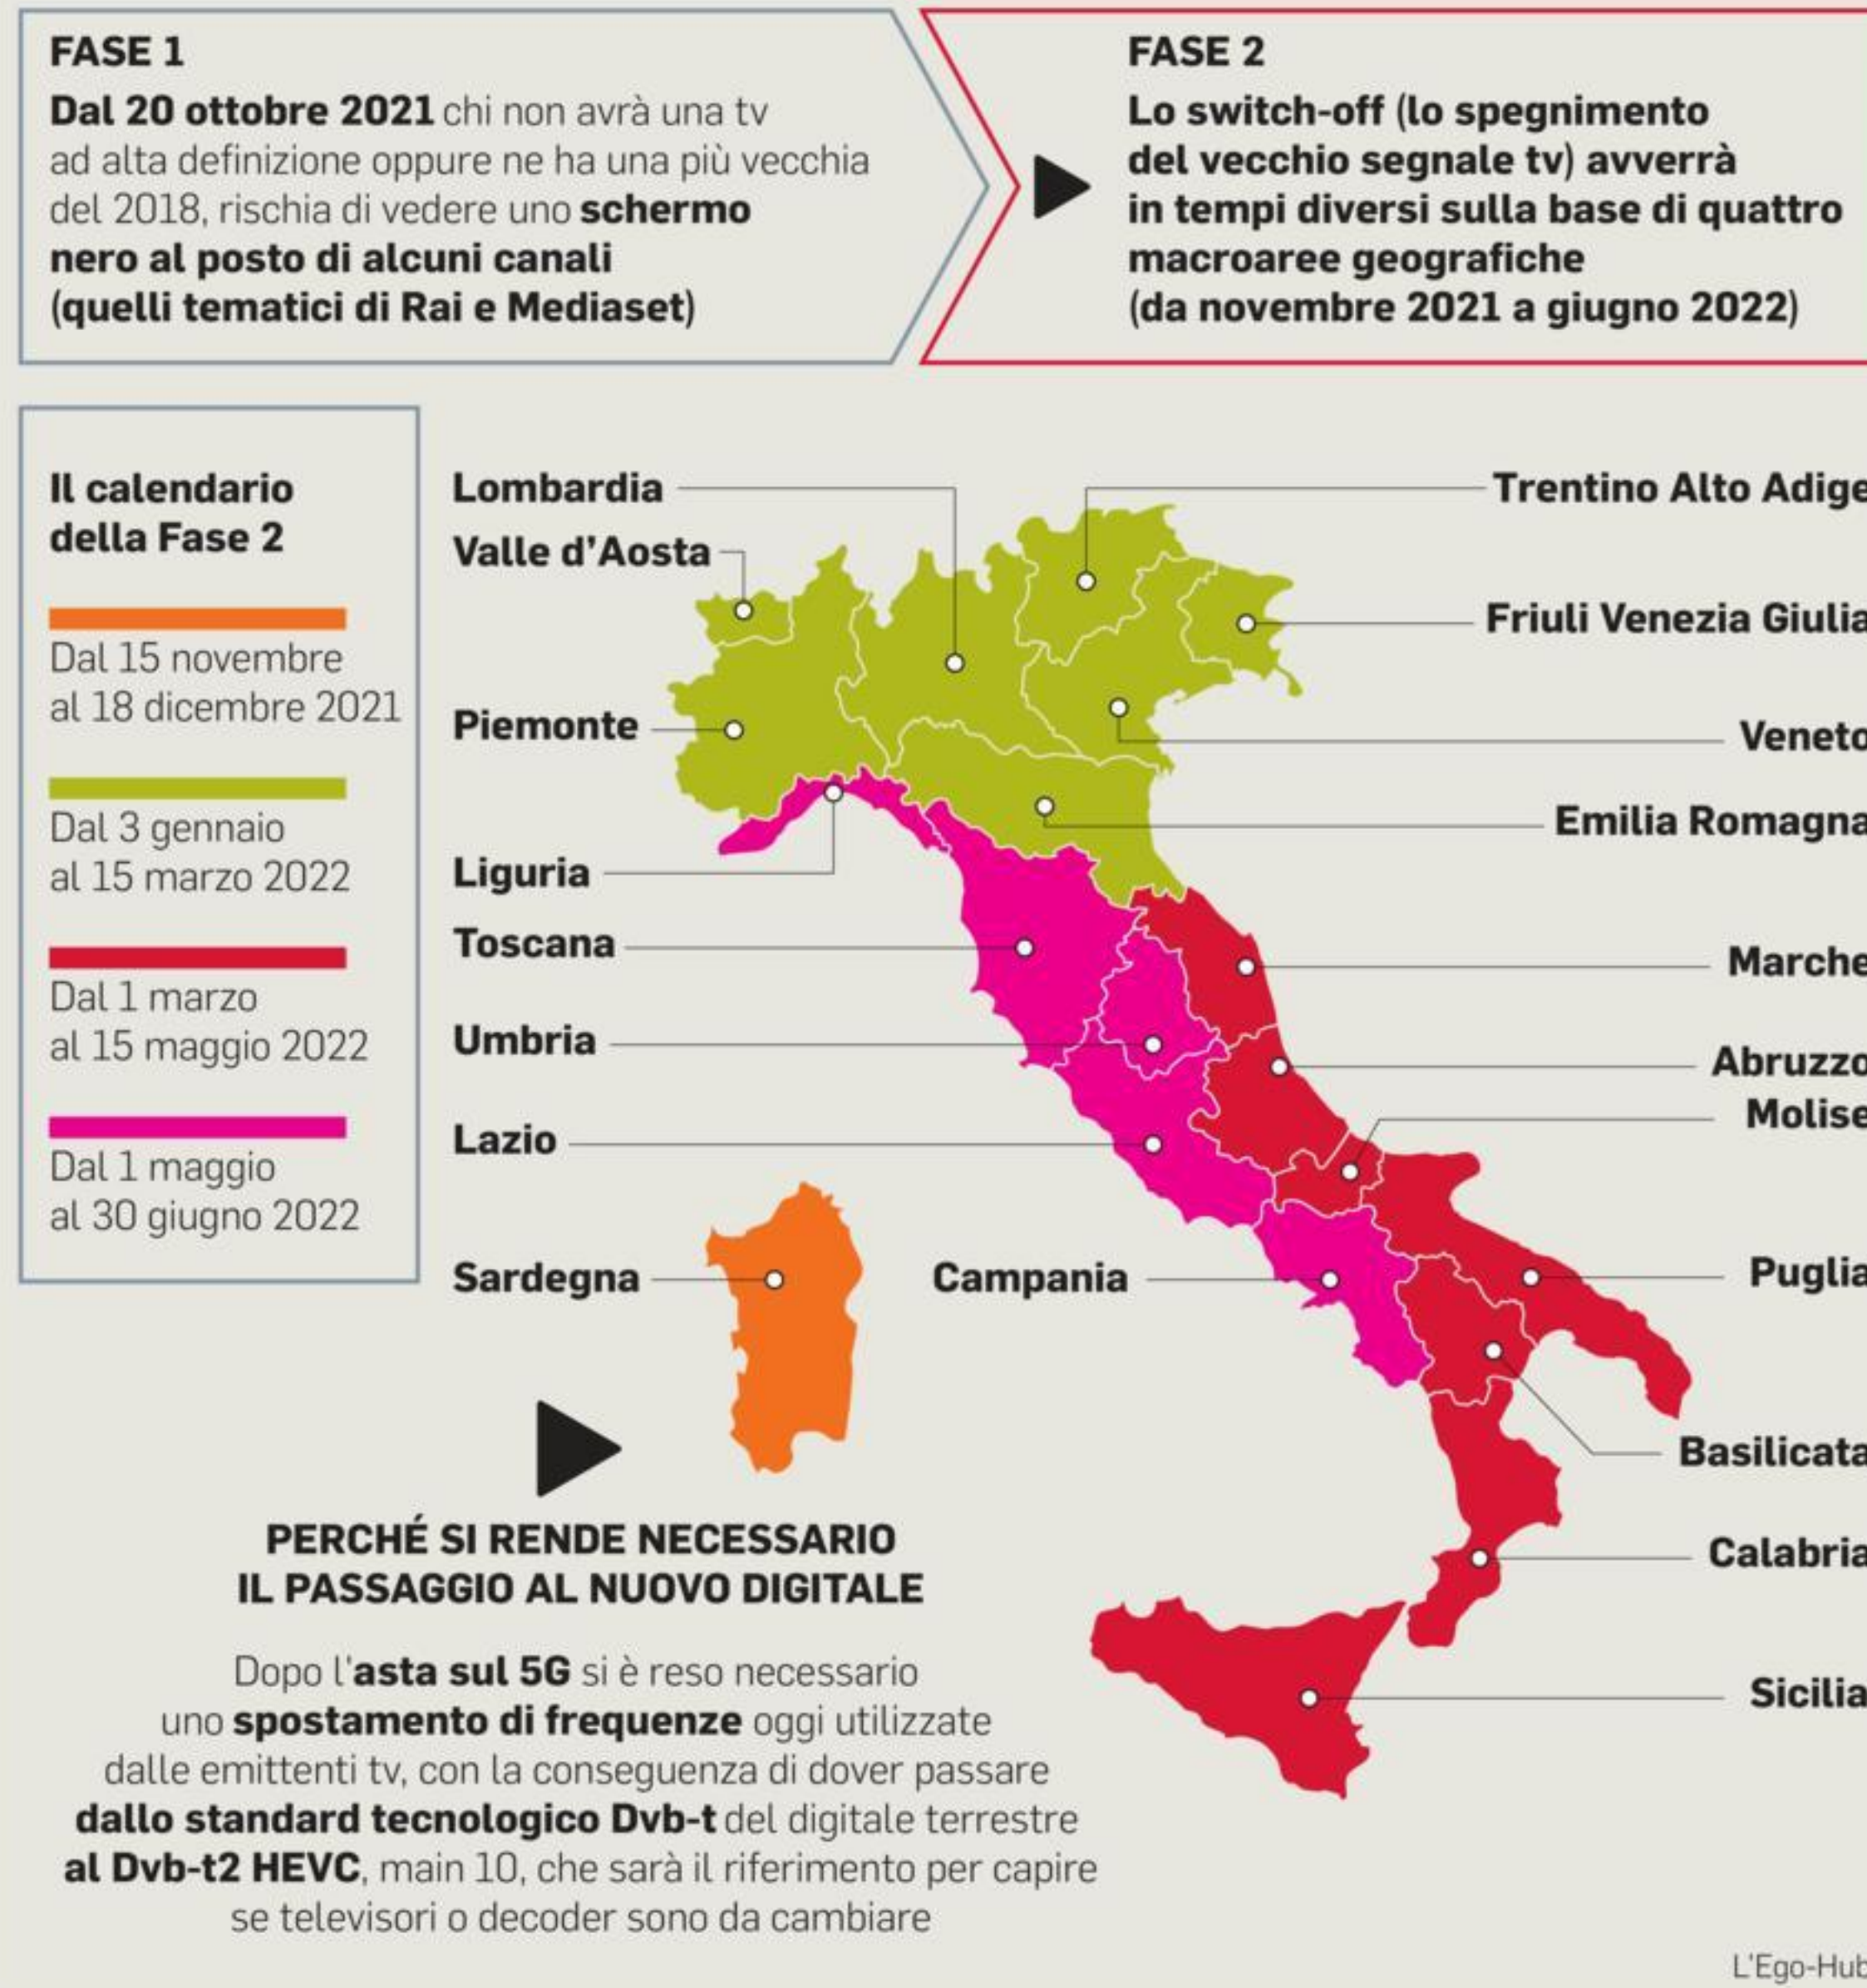 FASE 1
Dal 20 ottobre 2021 chi non avrà una tv
ad alta definizione oppure ne ha una più vecchia
del 2018, rischia di vedere uno schermo
nero al posto di alcuni canali
(quelli tematici di Rai e Mediaset)
FASE 2
Lo switch-off (lo spegnimento
del vecchio segnale tv) avverrà
in tempi diversi sulla base di quattro
macroaree geografiche
(da novembre 2021 a giugno 2022)
Il calendario
della Fase 2
Dal 15 novembre
al 18 dicembre 2021
Dal 3 gennaio
al 15 marzo 2022
Dal 1 marzo
al 15 maggio 2022
Dal 1 maggio
al 30 giugno 2022
Lombardia
Valle d'Aosta
Piemonte
Liguria
Toscana
Umbria
Lazio
Sardegna
Campania
Trentino Alto Adige
Friuli Venezia Giulia
Veneto
Emilia Romagna
Marche
Abruzzo
Molise
Puglia
Basilicata
Calabria
Sicilia
PERCHÉ SI RENDE NECESSARIO
IL PASSAGGIO AL NUOVO DIGITALE
Dopo l'asta sul 5G si è reso necessario
uno spostamento di frequenze oggi utilizzate
dalle emittenti tv, con la conseguenza di dover passare
dallo standard tecnologico Dvb-t del digitale terrestre
al Dvb-t2 HEVC, main 10, che sarà il riferimento per capire
se televisori o decoder sono da cambiare
L'Ego-Hub